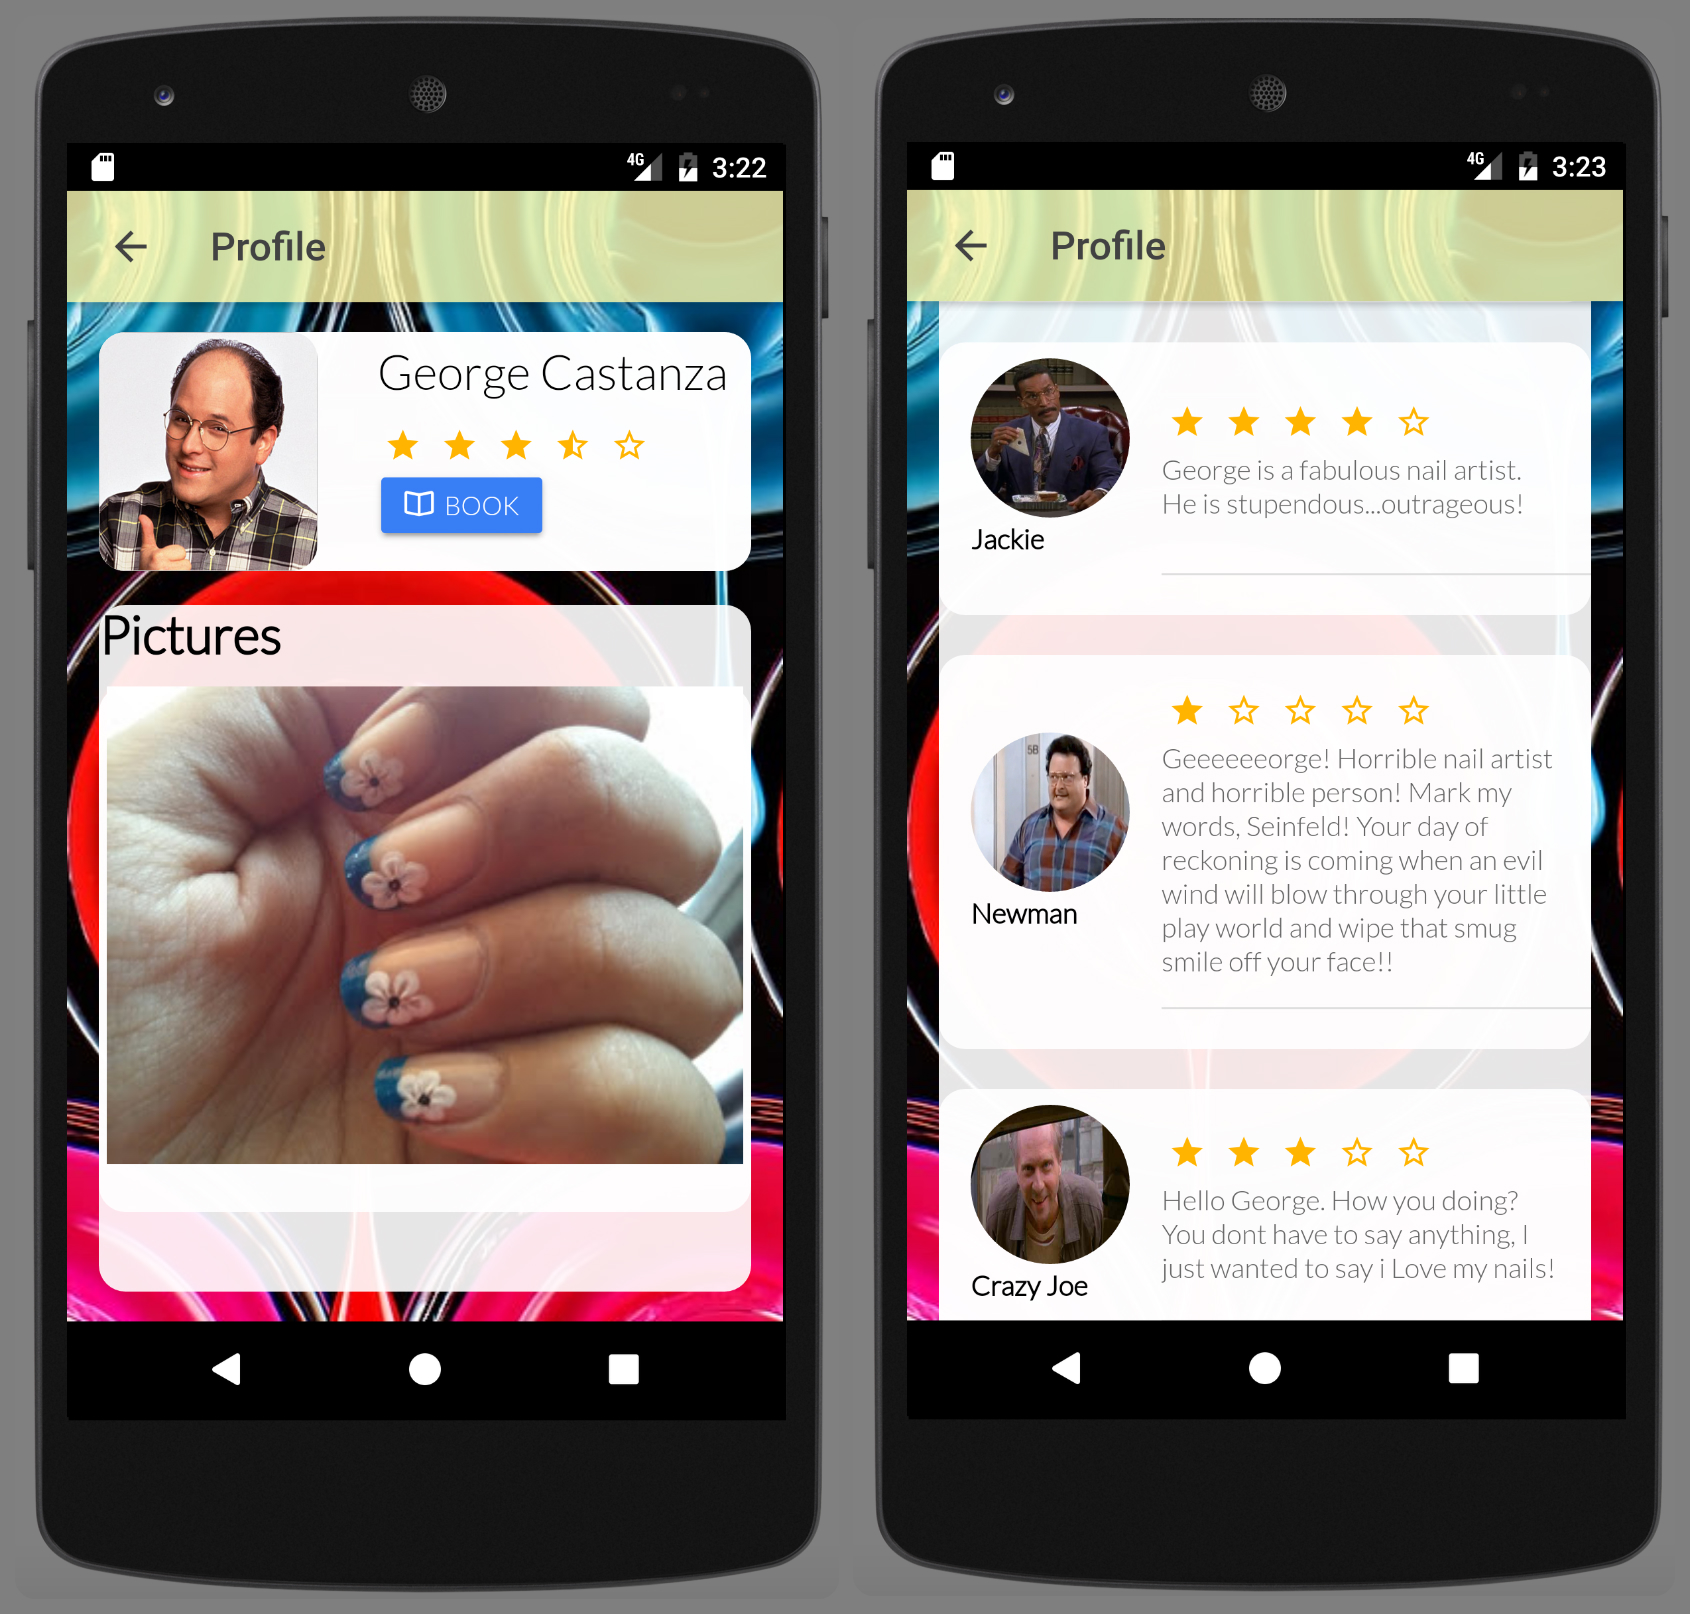 4G 3:22
Profile
George Castanza
BOOK
Pictures
4G 3:23
Profile
George is a fabulous nail artist.
He is stupendous...outrageous!
Jackie
5B
Geeeeeeorge! Horrible nail artist
and horrible person! Mark my
words, Seinfeld! Your day of
reckoning is coming when an evil
wind will blow through your little
play world and wipe that smug
smile off your face!!
Newman
Hello George. How you doing?
You dont have to say anything, I
just wanted to say i Love my nails!
Crazy Joe